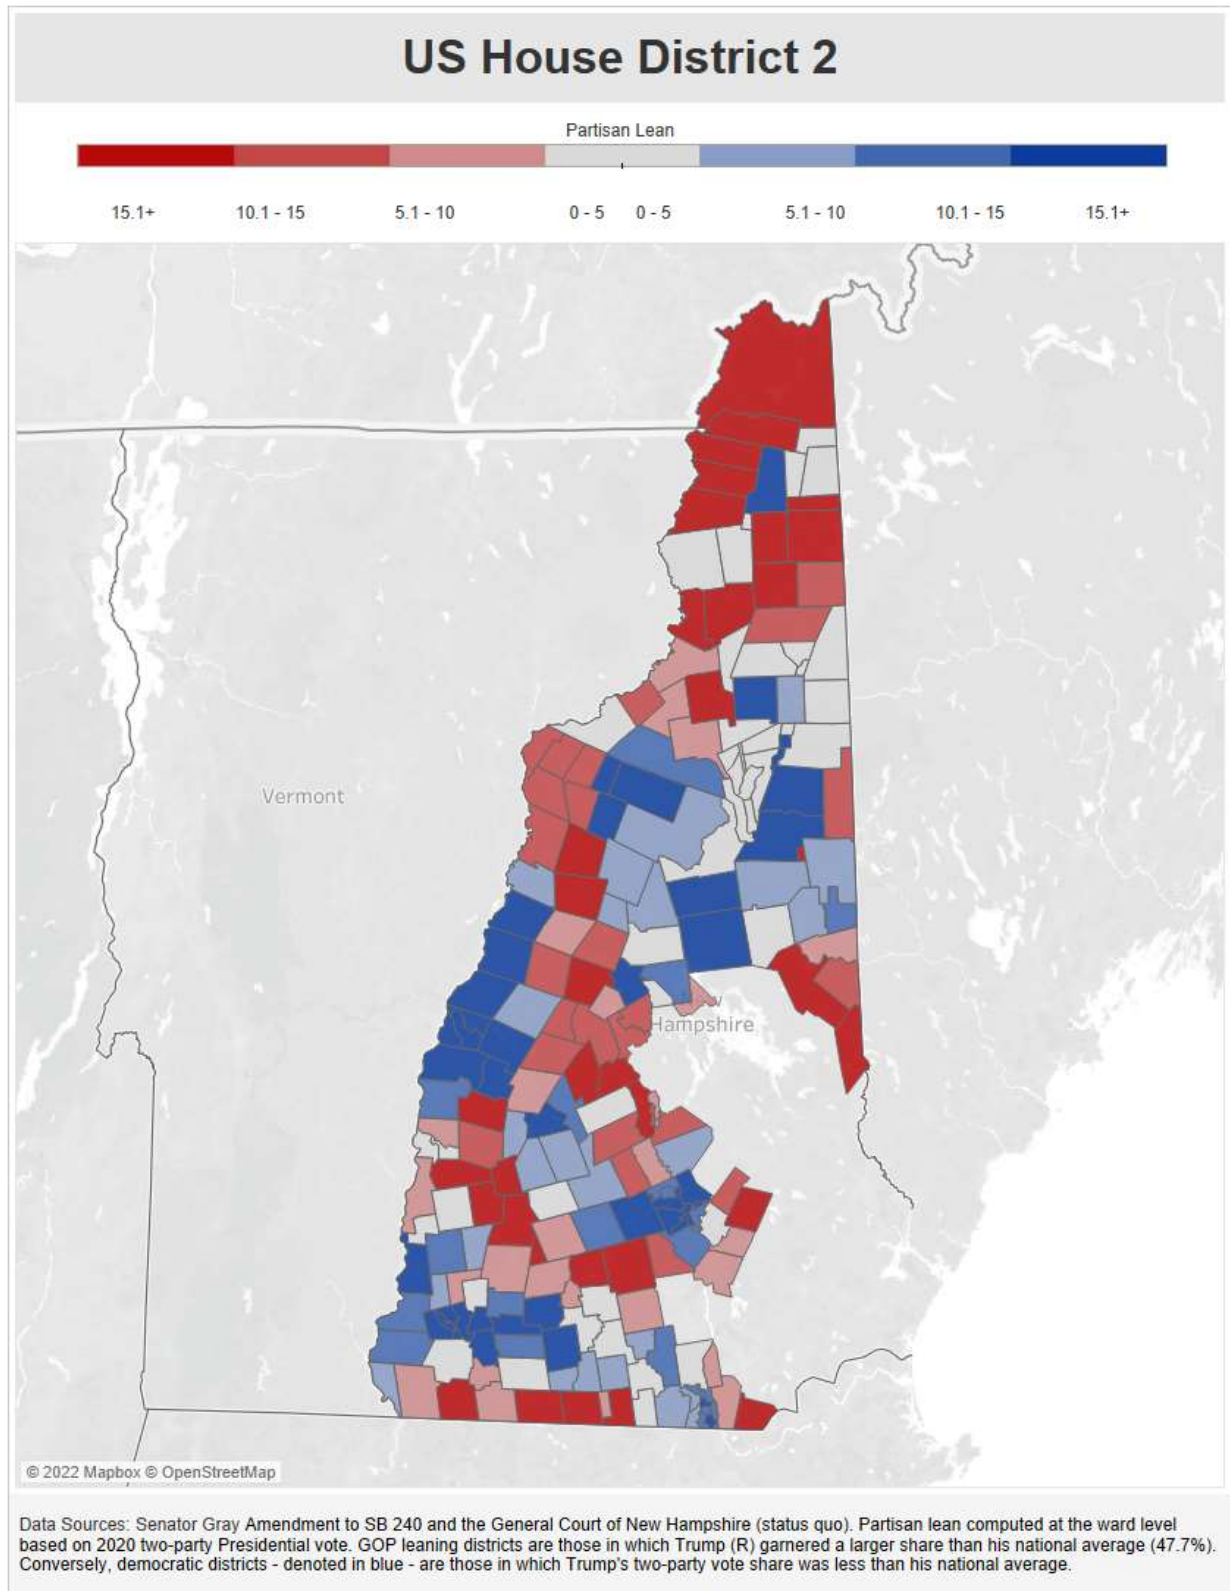 US House District 2
Partisan Lean
15.1+ 10.1 - 15 5.1 - 10 0 - 5 0 - 5 5.1 - 10 10.1 - 15 15.1+
Vermont
Hampshire
© 2022 Mapbox © OpenStreetMap
Data Sources: Senator Gray Amendment to SB 240 and the General Court of New Hampshire (status quo). Partisan lean computed at the ward level
based on 2020 two-party Presidential vote. GOP leaning districts are those in which Trump (R) garnered a larger share than his national average (47.7%).
Conversely, democratic districts - denoted in blue - are those in which Trump's two-party vote share was less than his national average.